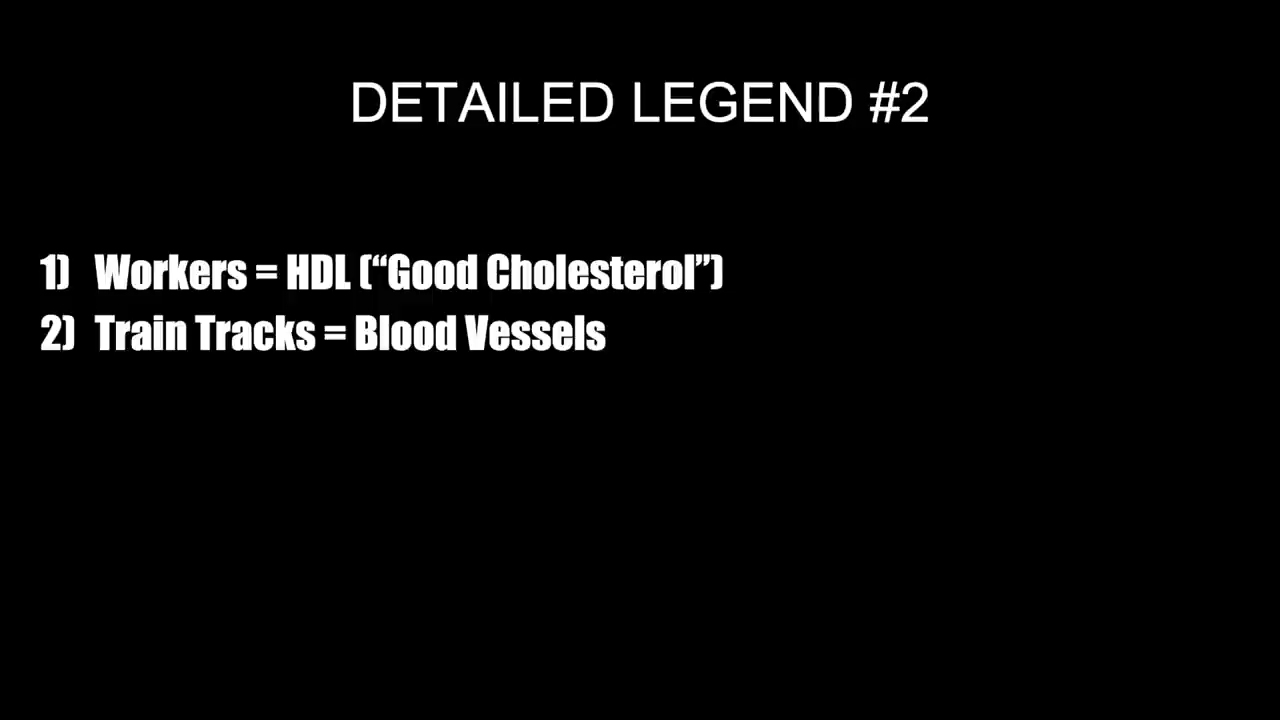 DETAILED LEGEND #2
1) Workers = HDL (“Good Cholesterol”)
2) Train Tracks = Blood Vessels